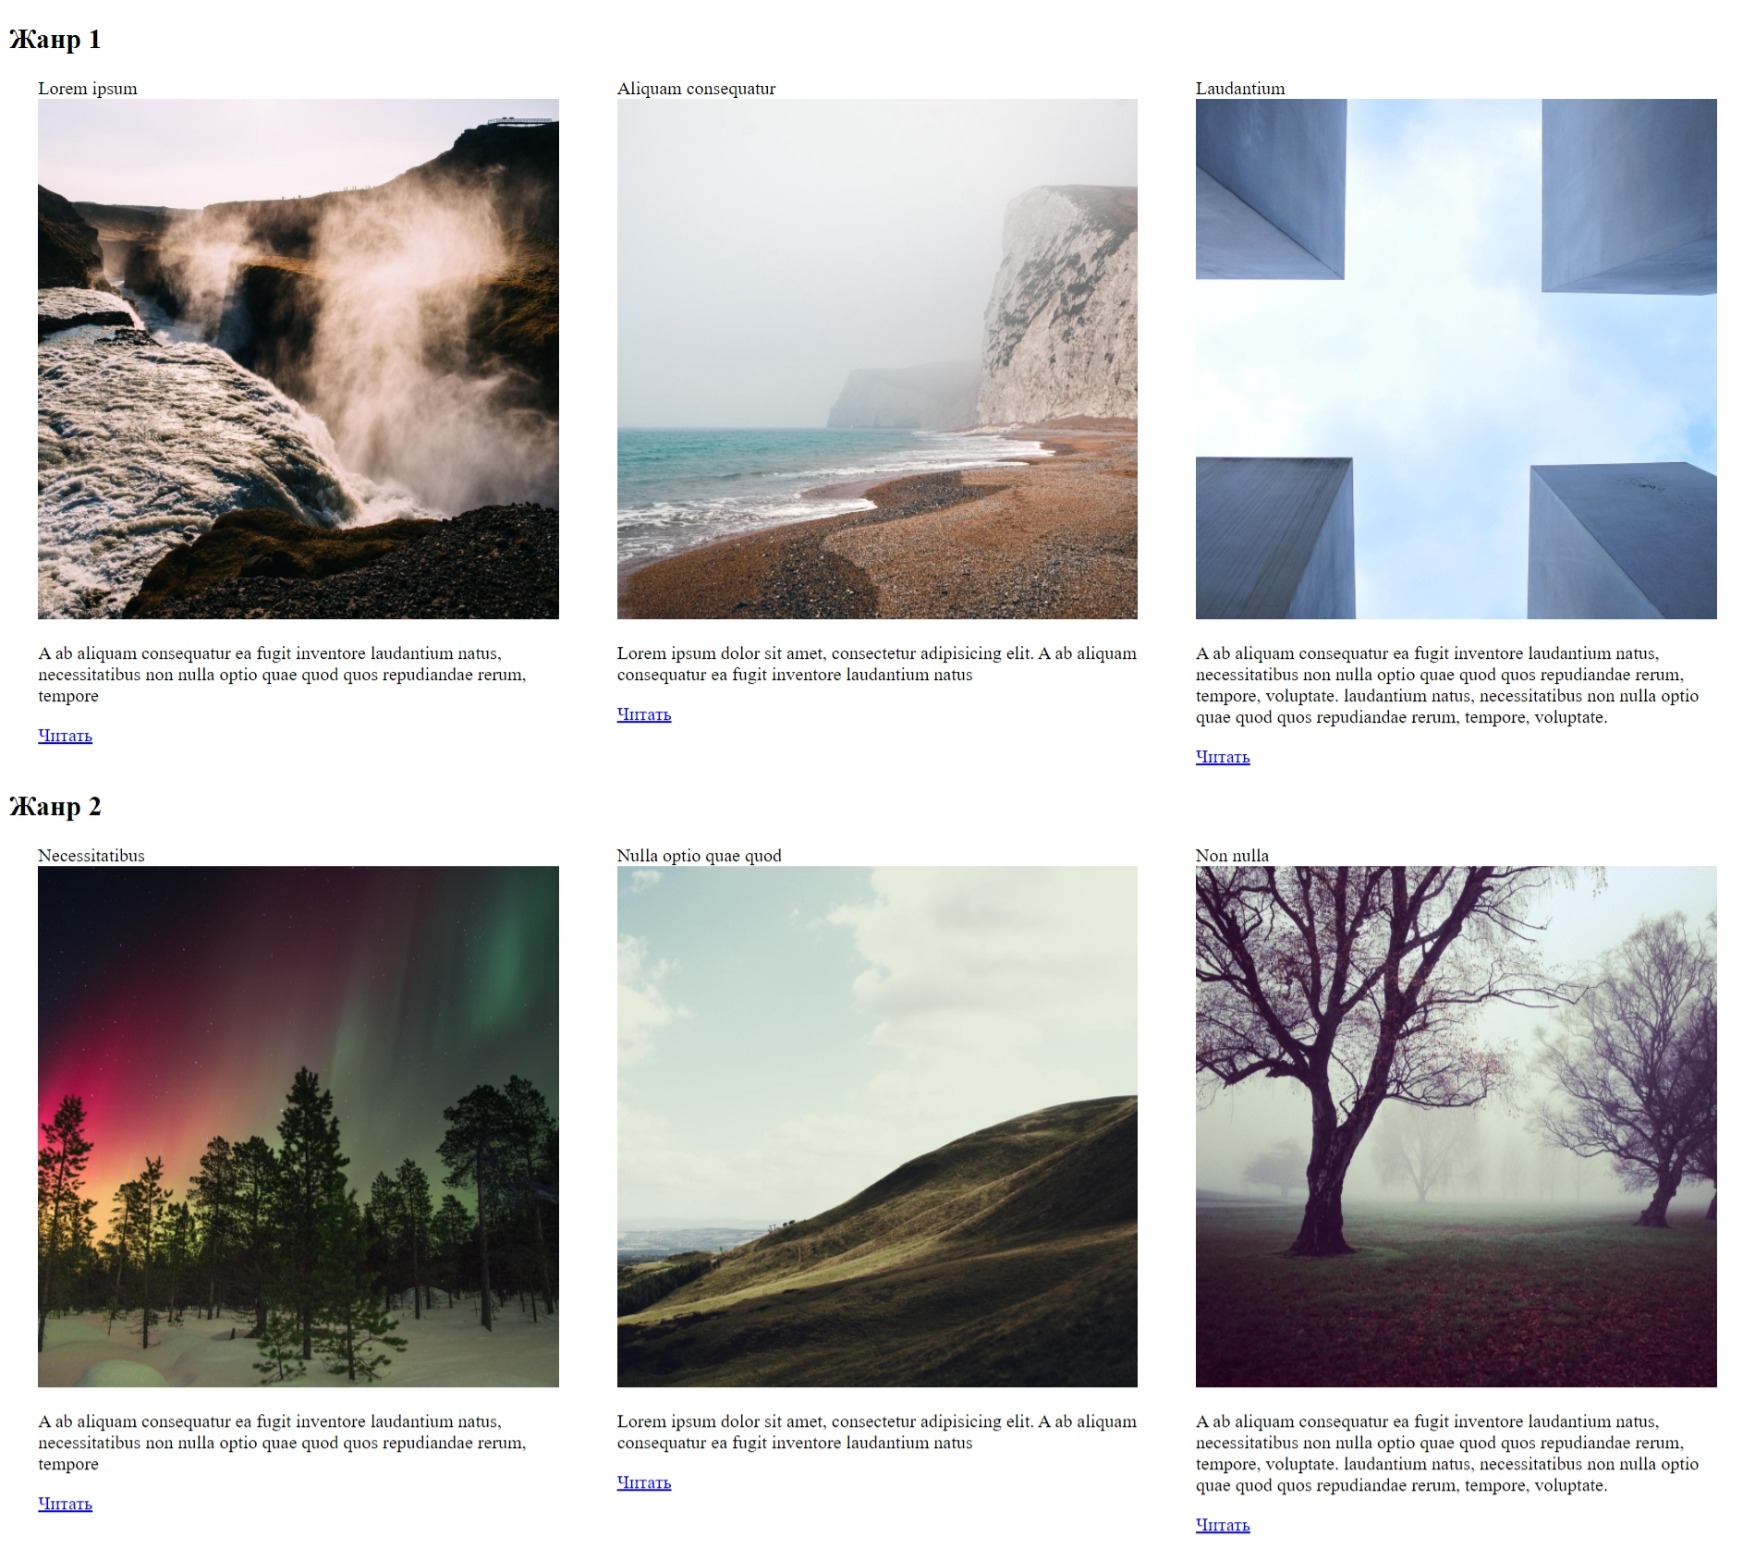 Жанр 1
Lorem ipsum
Aliquam consequatur
Laudantium
A ab aliquam consequatur ea fugit inventore laudantium natus,
necessitatibus non nulla optio quae quod quos repudiandae rerum,
tempore
Читать
Lorem ipsum dolor sit amet, consectetur adipisicing elit. A ab aliquam
consequatur ea fugit inventore laudantium natus
Читать
A ab aliquam consequatur ea fugit inventore laudantium natus,
necessitatibus non nulla optio quae quod quos repudiandae rerum,
tempore, voluptate. laudantium natus, necessitatibus non nulla optio
quae quod quos repudiandae rerum, tempore, voluptate.
Читать
Жанр 2
Necessitatibus
Nulla optio quae quod
Non nulla
A ab aliquam consequatur ea fugit inventore laudantium natus,
necessitatibus non nulla optio quae quod quos repudiandae rerum,
tempore
Читать
Lorem ipsum dolor sit amet, consectetur adipisicing elit. A ab aliquam
consequatur ea fugit inventore laudantium natus
Читать
A ab aliquam consequatur ea fugit inventore laudantium natus,
necessitatibus non nulla optio quae quod quos repudiandae rerum,
tempore, voluptate. laudantium natus, necessitatibus non nulla optio
quae quod quos repudiandae rerum, tempore, voluptate.
Читать